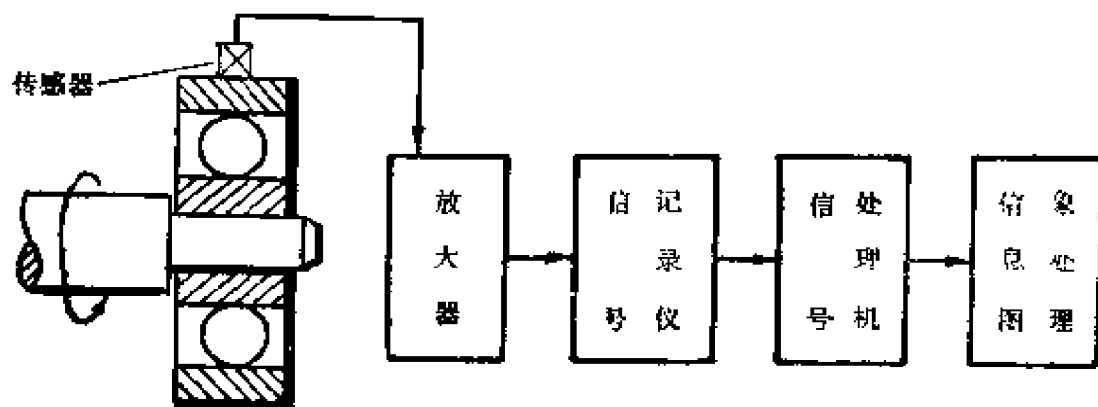 传感器
放大器
信号记录仪
信号处理机
信息图象处理